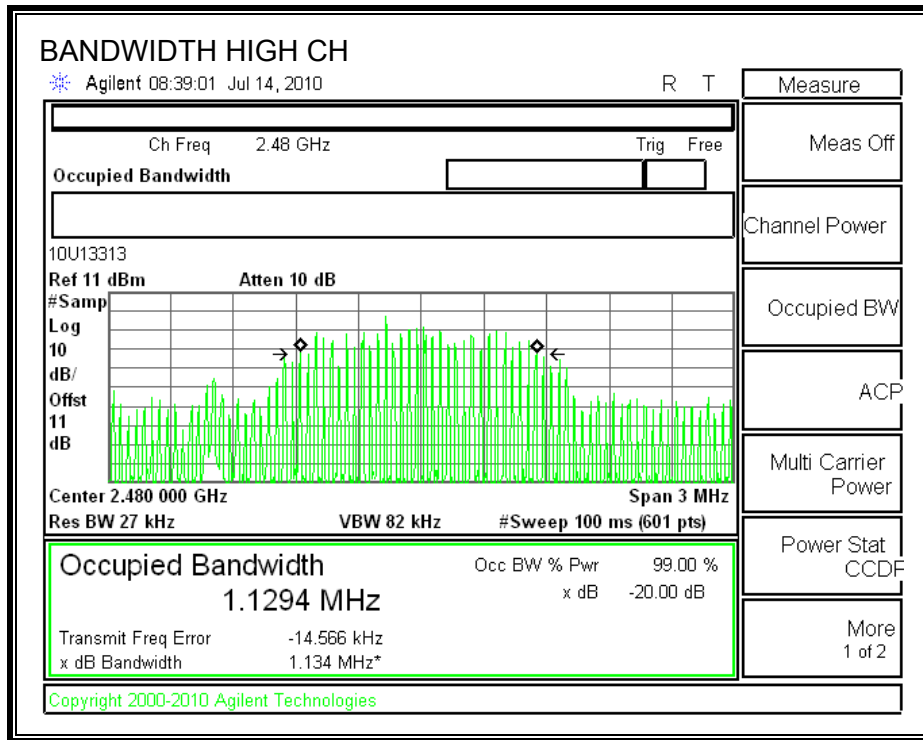 BANDWIDTH HIGH CH
Agilent 08:39:01 Jul 14, 2010 R T
Measure
Ch Freq 2.48 GHz Trig Free
Meas Off
Occupied Bandwidth
Channel Power
10U13313
Ref 11 dBm Atten 10 dB
#Samp
Log
10
dB/
Offst
11
dB
Occupied BW
ACP
Multi Carrier
Power
Center 2.480 000 GHz Span 3 MHz
Res BW 27 kHz VBW 82 kHz #Sweep 100 ms (601 pts)
Power Stat
CCDF
Occupied Bandwidth Occ BW % Pwr 99.00 %
1.1294 MHz x dB -20.00 dB
Transmit Freq Error -14.566 kHz
x dB Bandwidth 1.134 MHz*
More
1 of 2
Copyright 2000-2010 Agilent Technologies